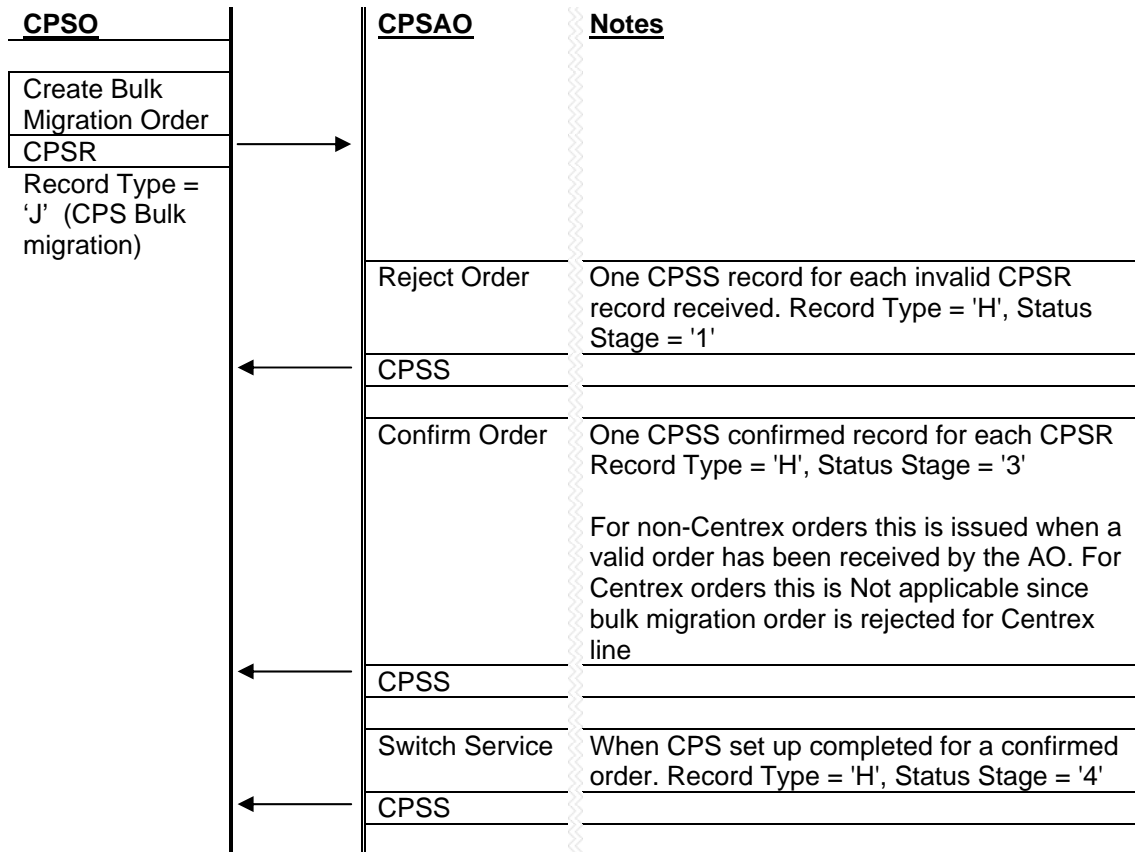 CPSO
CPSAO
Notes
Create Bulk
Migration Order
CPSR
Record Type =
‘J’ (CPS Bulk
migration)
Reject Order
One CPSS record for each invalid CPSR
record received. Record Type = 'H', Status
Stage = '1'
CPSS
Confirm Order
One CPSS confirmed record for each CPSR
Record Type = 'H', Status Stage = '3'
For non-Centrex orders this is issued when a
valid order has been received by the AO. For
Centrex orders this is Not applicable since
bulk migration order is rejected for Centrex
line
CPSS
Switch Service
When CPS set up completed for a confirmed
order. Record Type = 'H', Status Stage = '4'
CPSS